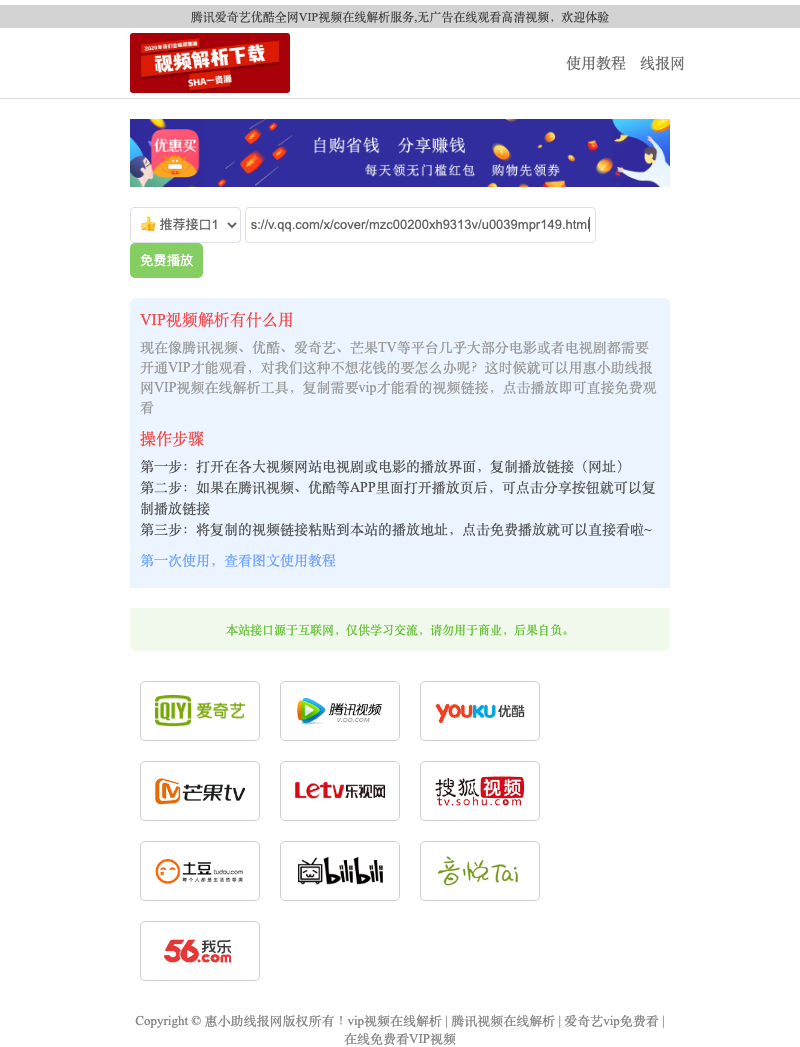 腾讯爱奇艺优酷全网VIP视频在线解析服务,无广告在线观看高清视频，欢迎体验
2020年我们会越做越强
视频解析下载
SHA一资源
使用教程 线报网
优惠买
自购省钱 分享赚钱
每天领无门槛红包 购物先领券
👍 推荐接口1
s://v.qq.com/x/cover/mzc00200xh9313v/u0039mpr149.html
免费播放
VIP视频解析有什么用
现在像腾讯视频、优酷、爱奇艺、芒果TV等平台几乎大部分电影或者电视剧都需要
开通VIP才能观看，对我们这种不想花钱的要怎么办呢？这时候就可以用惠小助线报
网VIP视频在线解析工具，复制需要vip才能看的视频链接，点击播放即可直接免费观
看
操作步骤
第一步：打开在各大视频网站电视剧或电影的播放界面，复制播放链接（网址）
第二步：如果在腾讯视频、优酷等APP里面打开播放页后，可点击分享按钮就可以复
制播放链接
第三步：将复制的视频链接粘贴到本站的播放地址，点击免费播放就可以直接看啦~
第一次使用，查看图文使用教程
本站接口源于互联网，仅供学习交流，请勿用于商业，后果自负。
QIY 爱奇艺
腾讯视频
V.QQ.COM
YOUKU 优酷
芒果tv
Letv乐视网
搜狐视频
tv.sohu.com
土豆 tudou.com
每个人都是生活的导演
bilibili
音悦Tai
56我乐
.com
Copyright © 惠小助线报网版权所有！vip视频在线解析 | 腾讯视频在线解析 | 爱奇艺vip免费看 |
在线免费看VIP视频